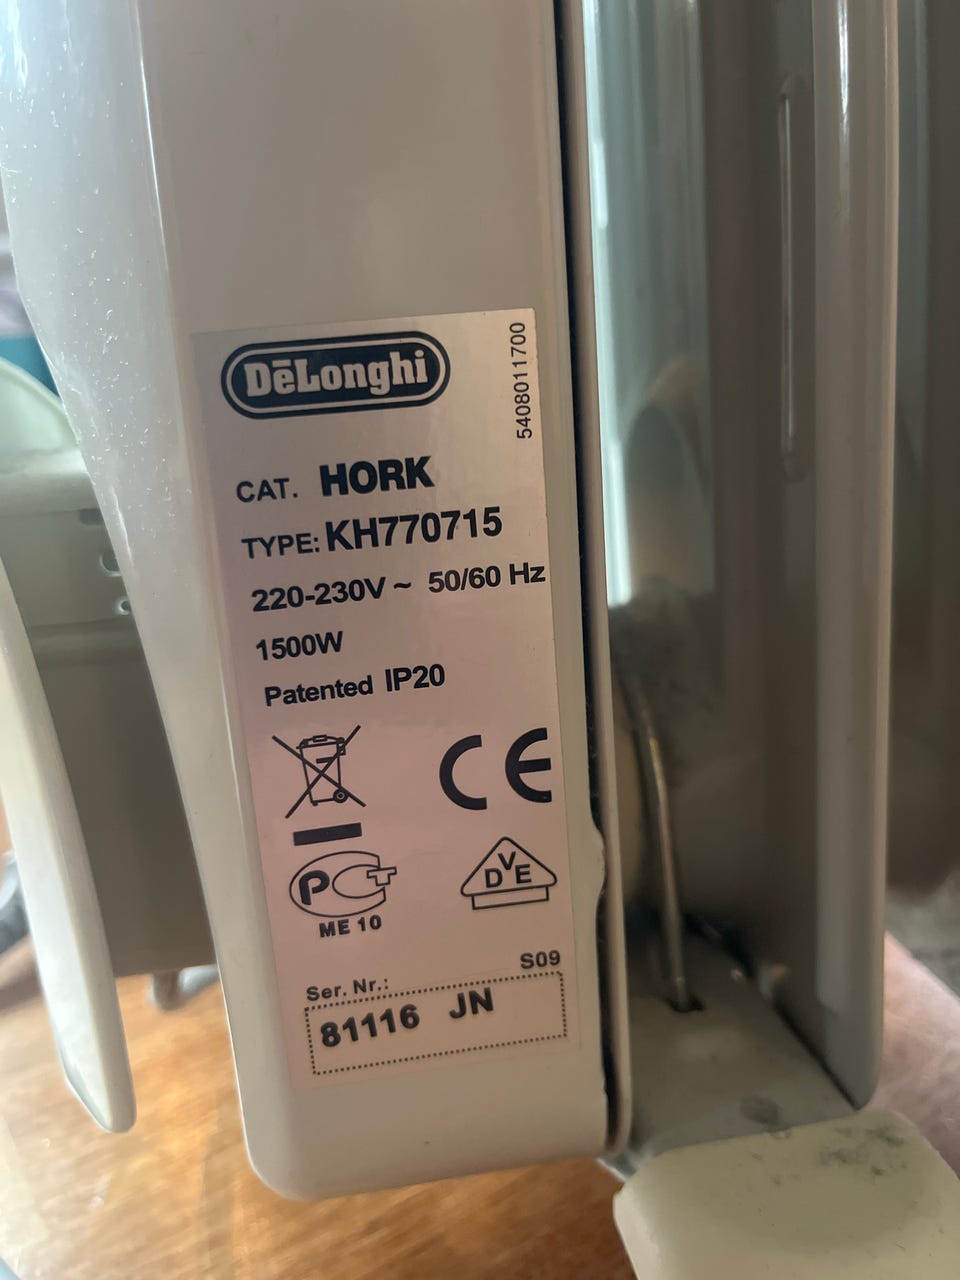 DēLonghi
5408011700
CAT. HORK
TYPE: KH770715
220-230V ~ 50/60 Hz
1500W
Patented IP20
CE
PCT
ME 10
DVE
S09
Ser. Nr.:
81116 JN